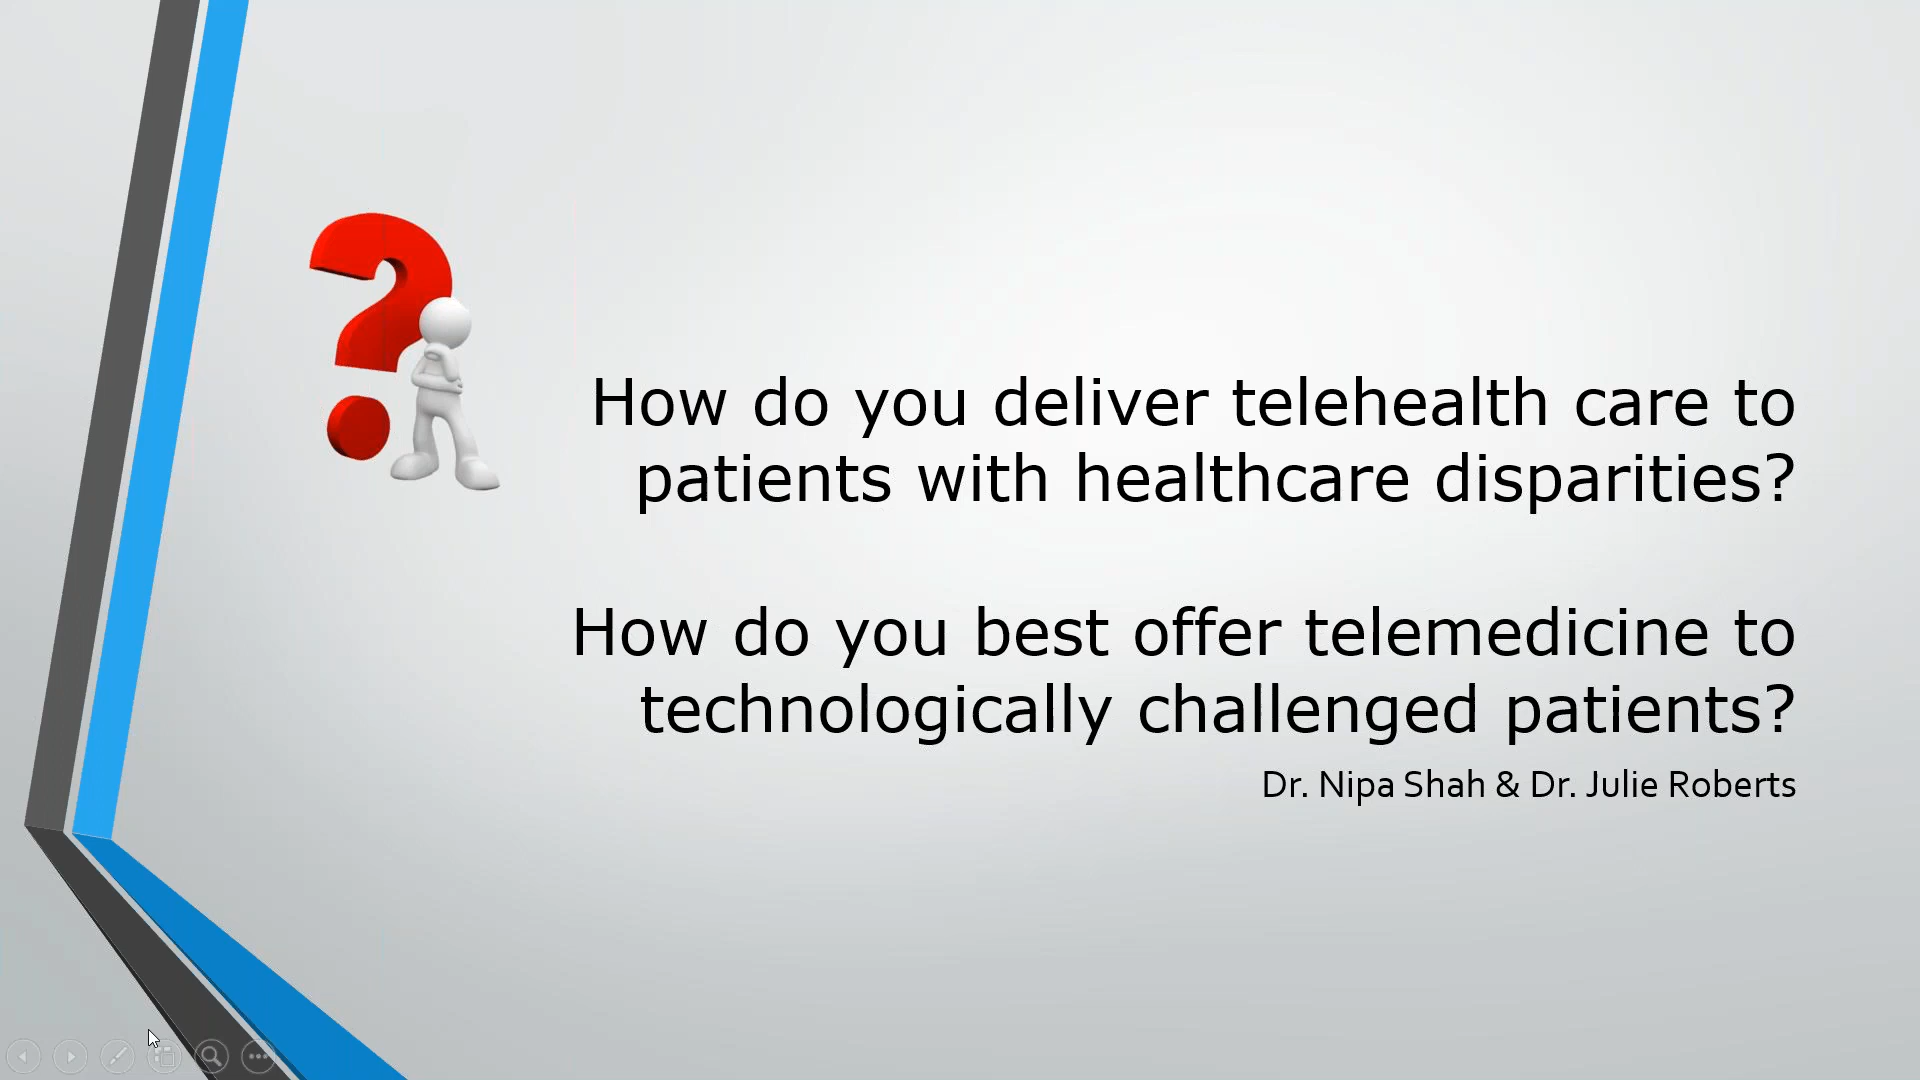 How do you deliver telehealth care to
patients with healthcare disparities?
How do you best offer telemedicine to
technologically challenged patients?
Dr. Nipa Shah & Dr. Julie Roberts